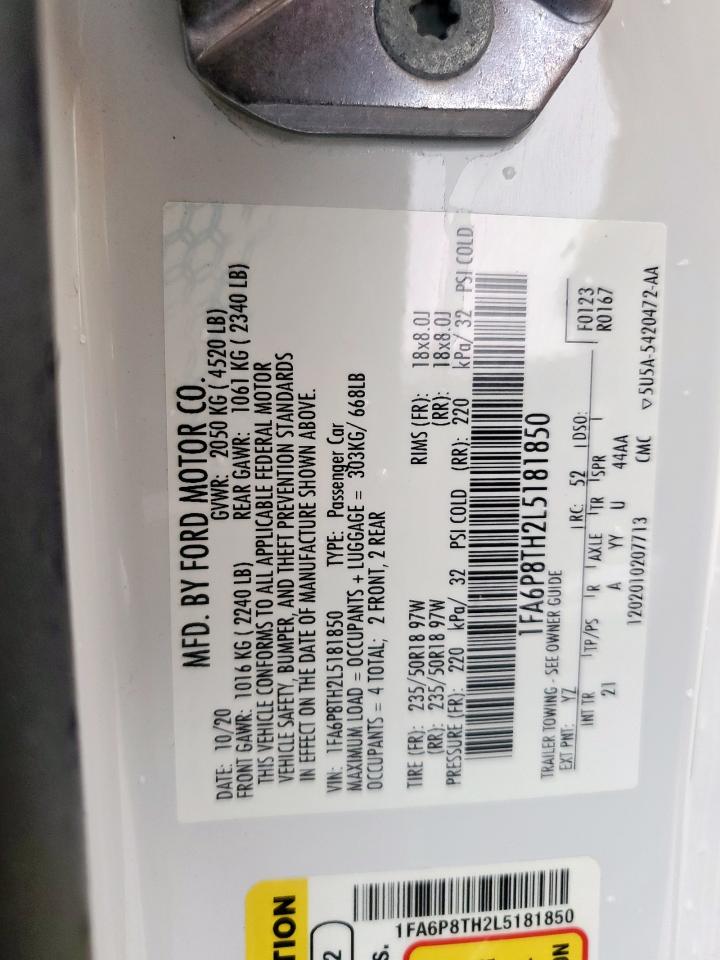 MFD. BY FORD MOTOR CO.
DATE: 10/20 GVWR: 2050 KG ( 4520 LB)
FRONT GAWR: 1016 KG ( 2240 LB) REAR GAWR: 1061 KG ( 2340 LB)
THIS VEHICLE CONFORMS TO ALL APPLICABLE FEDERAL MOTOR
VEHICLE SAFETY, BUMPER, AND THEFT PREVENTION STANDARDS
IN EFFECT ON THE DATE OF MANUFACTURE SHOWN ABOVE.
VIN: 1FA6P8TH2L5181850 TYPE: Passenger Car
MAXIMUM LOAD = OCCUPANTS + LUGGAGE = 303KG/ 668LB
OCCUPANTS = 4 TOTAL; 2 FRONT, 2 REAR
TIRE (FR): 235/50R18 97W RIMS (FR): 18x8.0J
(RR): 235/50R18 97W (RR): 18x8.0J
PRESSURE (FR): 220 kPa/ 32 PSI COLD (RR): 220 kPa/ 32 PSI COLD
1FA6P8TH2L5181850
TRAILER TOWING - SEE OWNER GUIDE
EXT PNT: YZ RC: 52 DSO: F0123
INT TR TP/PS R AXLE TR SPR R0167
21 A YY U 44AA
1202010207713 CMC ▽5U5A-5420472-AA
TION
2
S.
1FA6P8TH2L5181850
ON